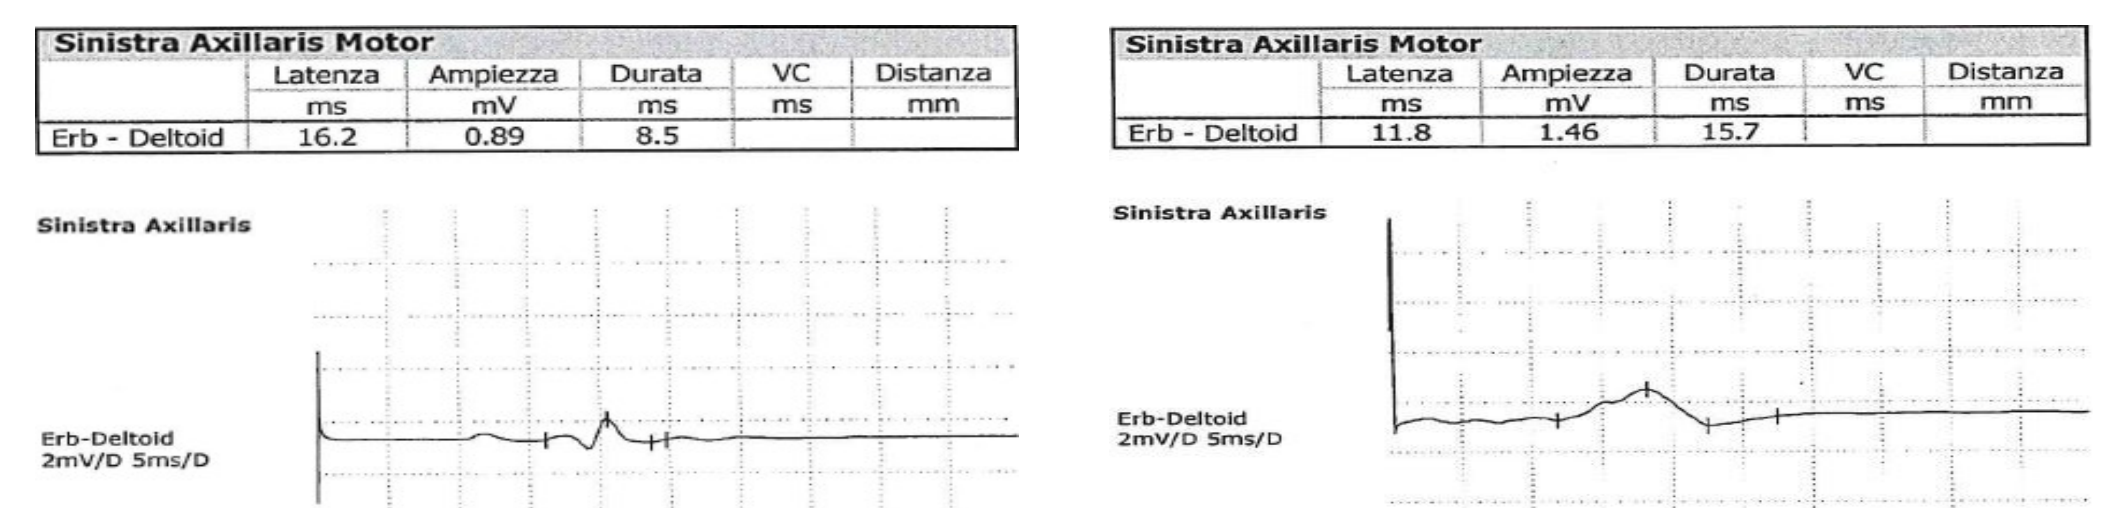 Sinistra Axillaris Motor
Latenza Ampiezza Durata VC Distanza
ms mV ms ms mm
Erb - Deltoid 16.2 0.89 8.5
Sinistra Axillaris
Erb-Deltoid
2mV/D 5ms/D
Sinistra Axillaris Motor
Latenza Ampiezza Durata VC Distanza
ms mV ms ms mm
Erb - Deltoid 11.8 1.46 15.7
Sinistra Axillaris
Erb-Deltoid
2mV/D 5ms/D